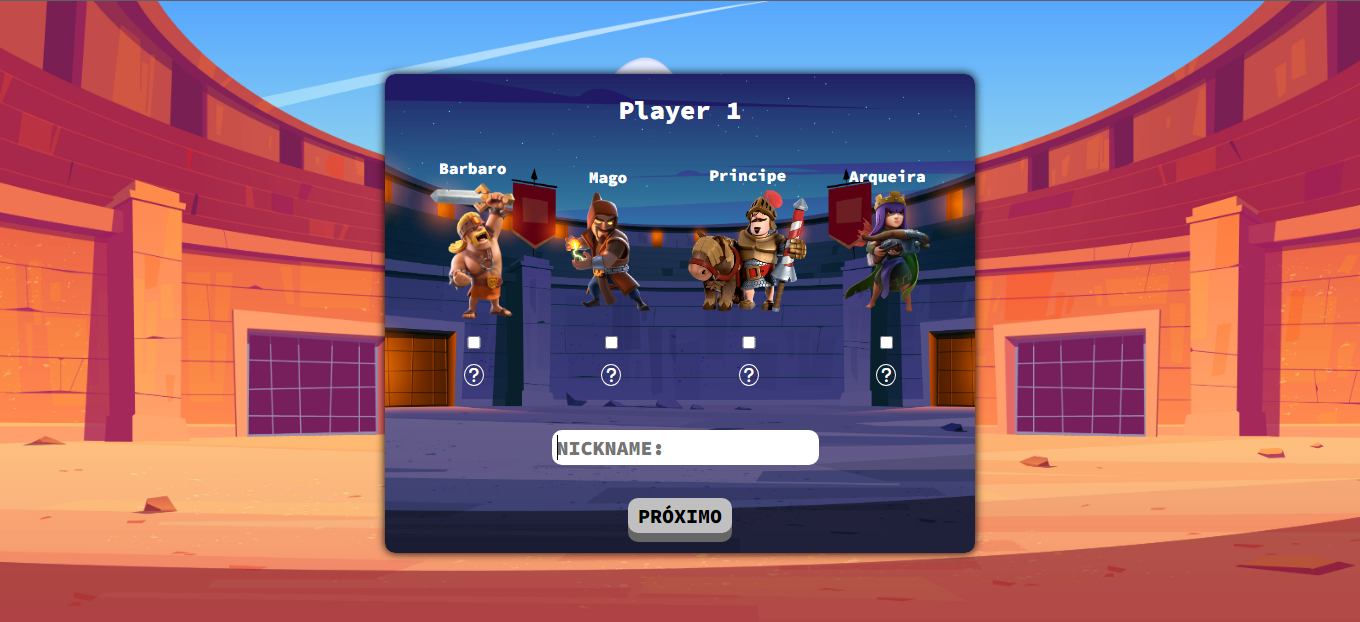 Player 1
Barbaro
Mago
Principe
Arqueira
?
?
?
?
NICKNAME:
PRÓXIMO